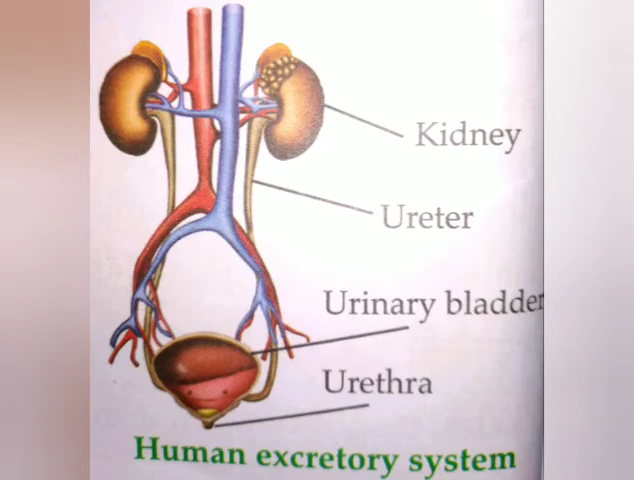 Kidney
Ureter
Urinary bladder
Urethra
Human excretory system